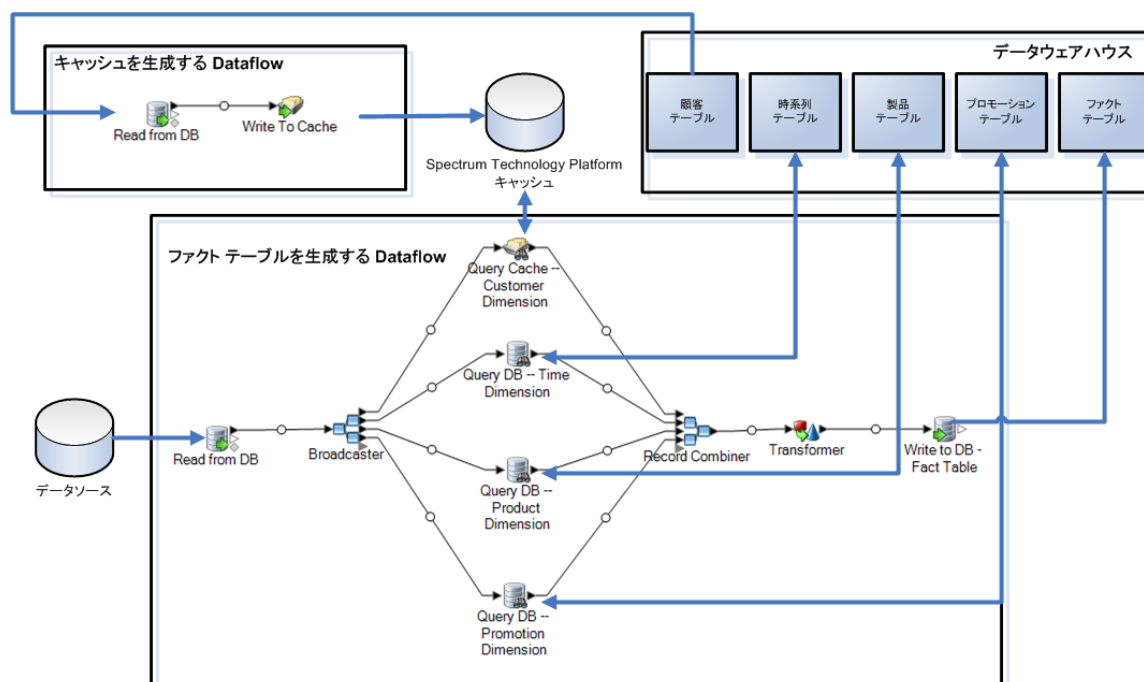 キャッシュを生成する Dataflow
Read from DB
Write To Cache
Spectrum Technology Platform
キャッシュ
データウェアハウス
顧客
テーブル
時系列
テーブル
製品
テーブル
プロモーション
テーブル
ファクト
テーブル
ファクト テーブルを生成する Dataflow
Query Cache --
Customer
Dimension
Query DB -- Time
Dimension
データソース
Read from DB
Broadcaster
Query DB --
Product
Dimension
Record Combiner
Transformer
Write to DB -
Fact Table
Query DB --
Promotion
Dimension